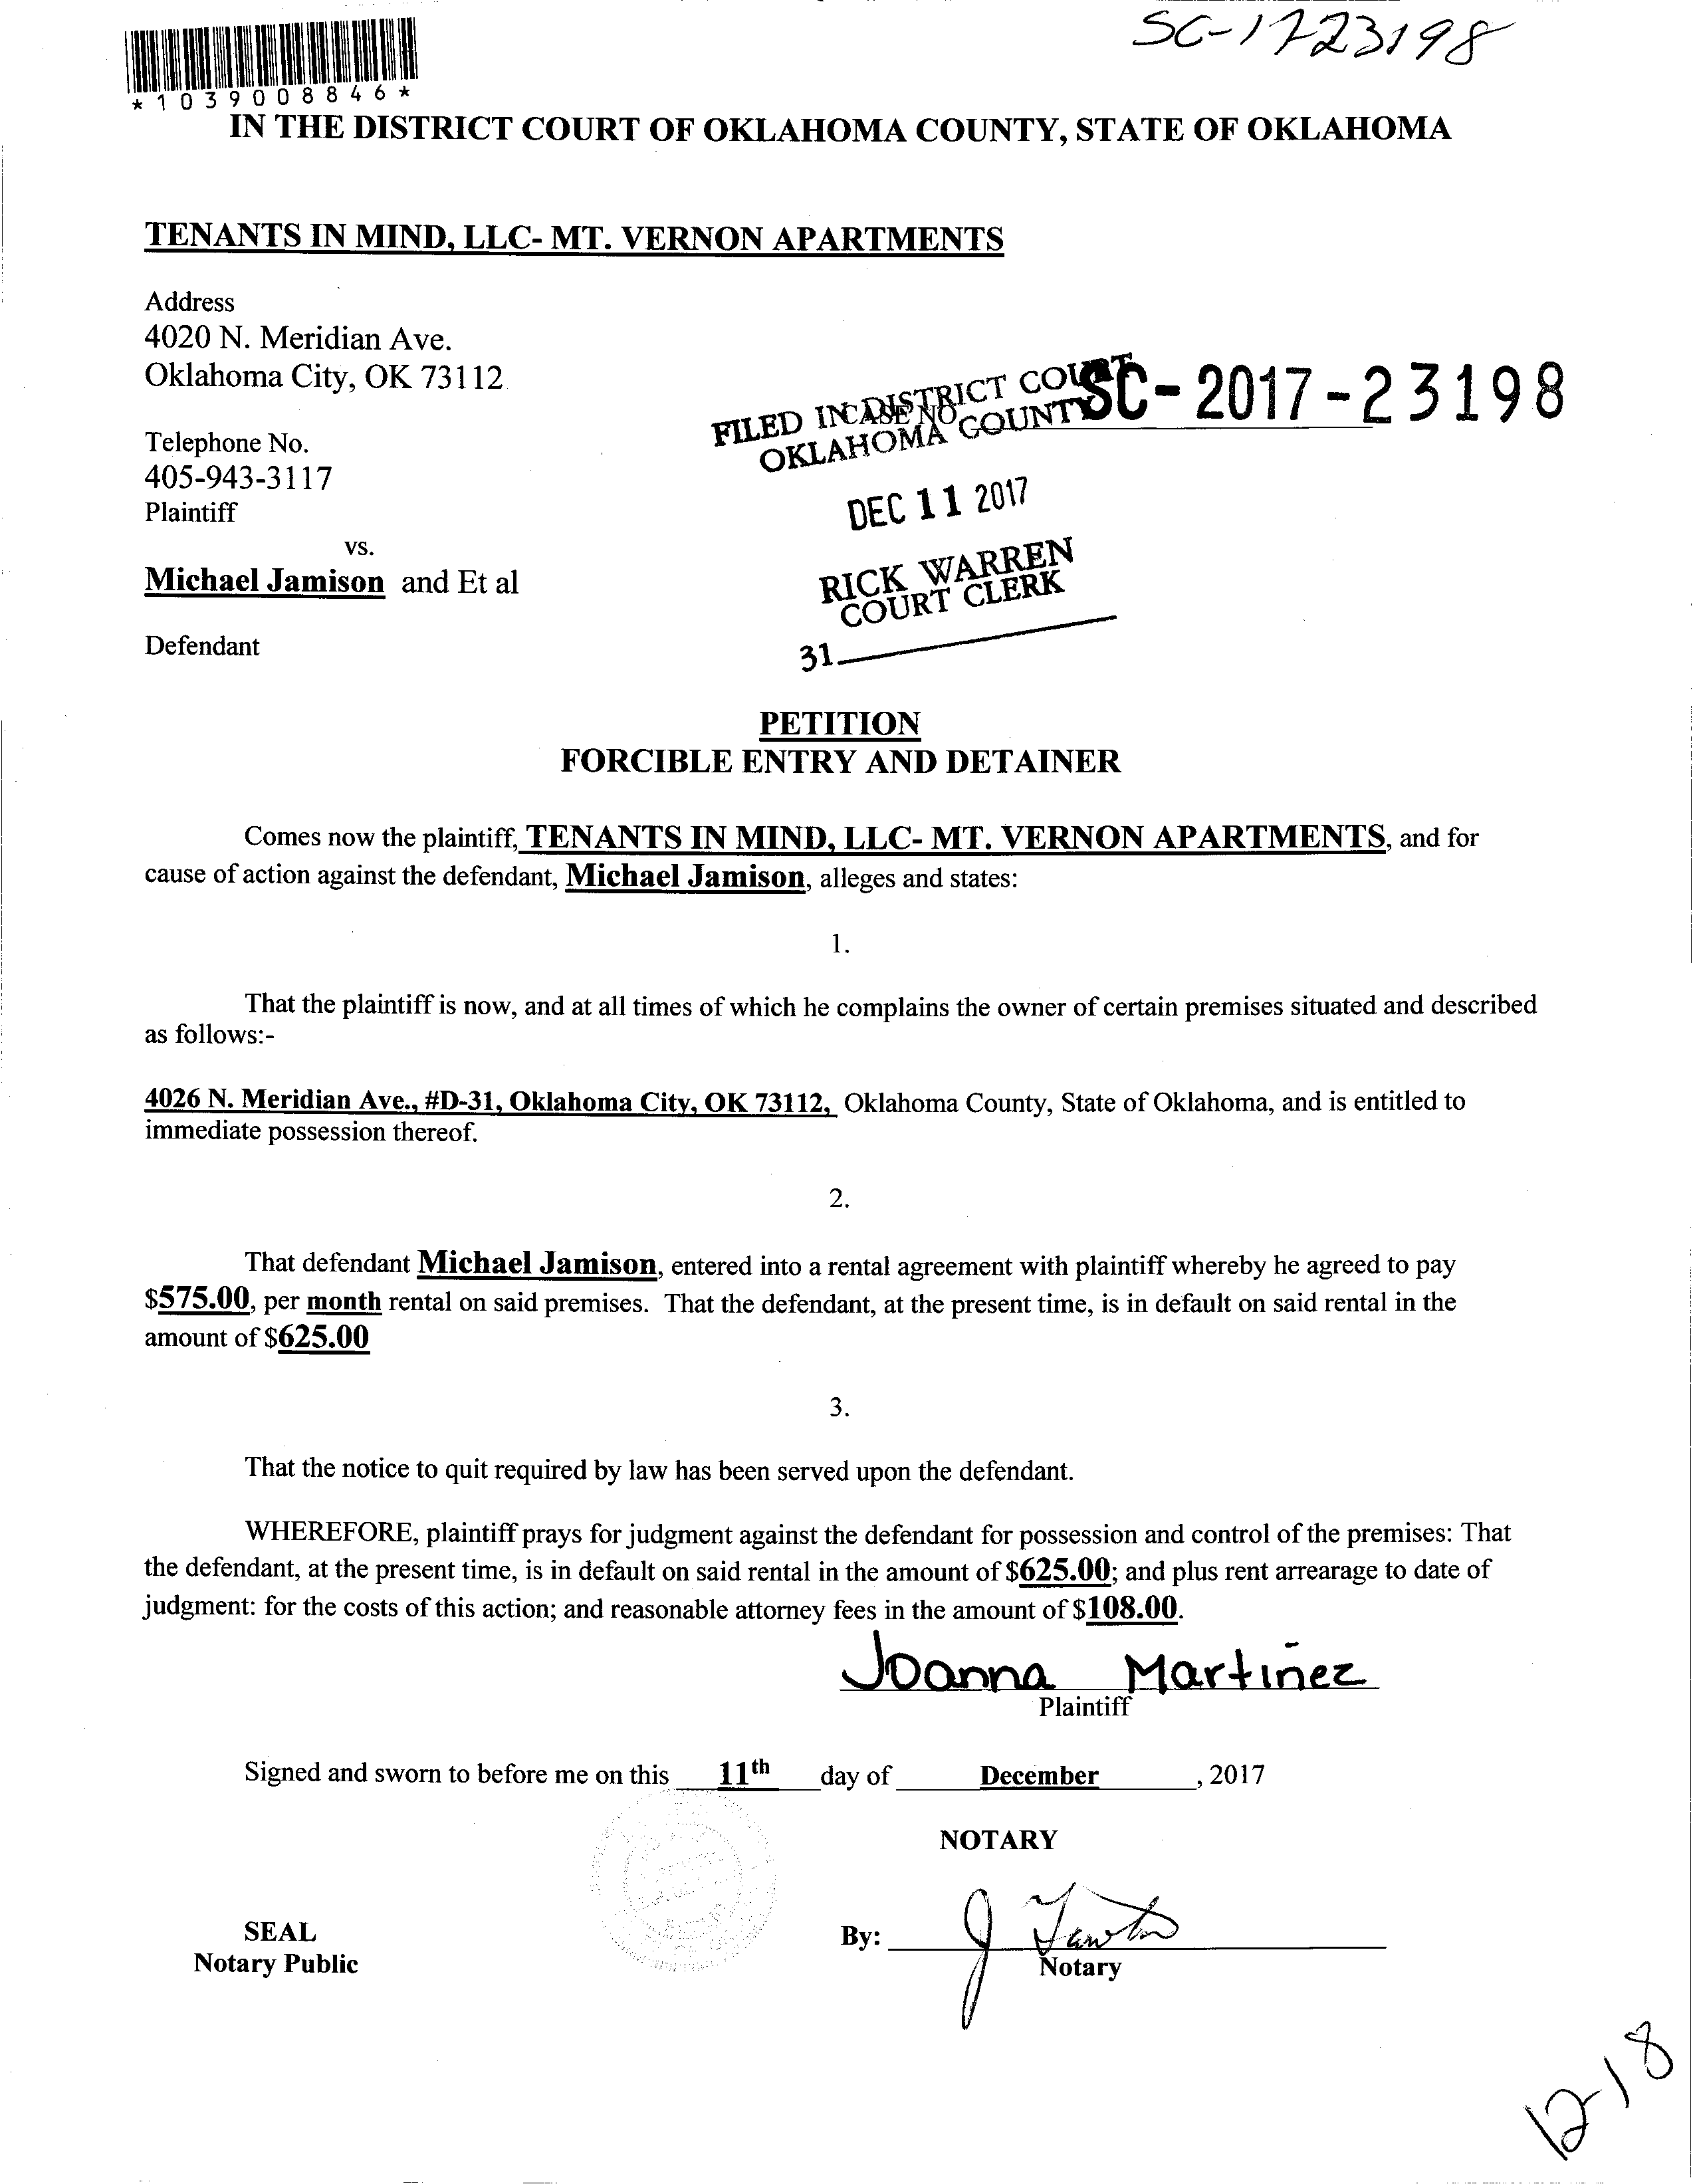 SC-1723198
*1039008846*
IN THE DISTRICT COURT OF OKLAHOMA COUNTY, STATE OF OKLAHOMA
TENANTS IN MIND, LLC- MT. VERNON APARTMENTS
Address
4020 N. Meridian Ave.
Oklahoma City, OK 73112
Telephone No.
405-943-3117
Plaintiff
vs.
Michael Jamison and Et al
Defendant
FILED IN DISTRICT COURT
OKLAHOMA COUNTY
CASE NO SC-2017-23198
DEC 11 2017
RICK WARREN
COURT CLERK
31
PETITION
FORCIBLE ENTRY AND DETAINER
Comes now the plaintiff, TENANTS IN MIND, LLC- MT. VERNON APARTMENTS, and for
cause of action against the defendant, Michael Jamison, alleges and states:
1.
That the plaintiff is now, and at all times of which he complains the owner of certain premises situated and described
as follows:-
4026 N. Meridian Ave., #D-31, Oklahoma City, OK 73112, Oklahoma County, State of Oklahoma, and is entitled to
immediate possession thereof.
2.
That defendant Michael Jamison, entered into a rental agreement with plaintiff whereby he agreed to pay
$575.00, per month rental on said premises. That the defendant, at the present time, is in default on said rental in the
amount of $625.00
3.
That the notice to quit required by law has been served upon the defendant.
WHEREFORE, plaintiff prays for judgment against the defendant for possession and control of the premises: That
the defendant, at the present time, is in default on said rental in the amount of $625.00; and plus rent arrearage to date of
judgment: for the costs of this action; and reasonable attorney fees in the amount of $108.00.
Joanna Martinez
Plaintiff
Signed and sworn to before me on this 11th day of December, 2017
NOTARY
SEAL
Notary Public
By: J
Notary
12-18